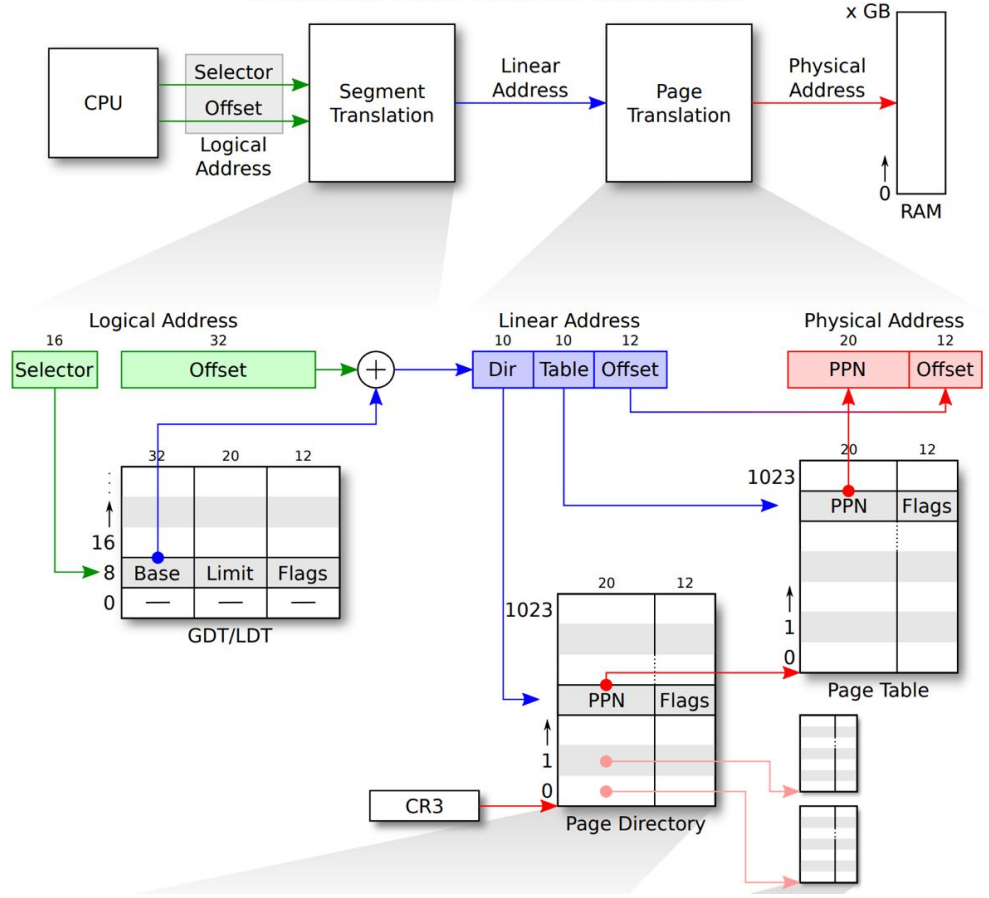 x GB
CPU
Selector
Offset
Logical
Address
Segment
Translation
Linear
Address
Page
Translation
Physical
Address
0
RAM
Logical Address
16
32
Selector
Offset
+
Linear Address
10
10
12
Dir
Table
Offset
Physical Address
20
12
PPN
Offset
32
20
12
16
8
Base
Limit
Flags
0
—
—
—
GDT/LDT
20
12
1023
PPN
Flags
1
0
Page Table
20
12
1023
PPN
Flags
1
0
Page Directory
CR3